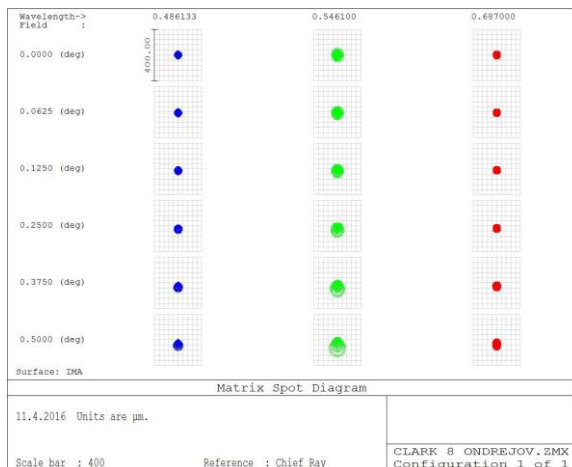 Wavelength-> 0.486133 0.546100 0.687000
Field :
0.0000 (deg)
400.00
0.0625 (deg)
0.1250 (deg)
0.2500 (deg)
0.3750 (deg)
0.5000 (deg)
Surface: IMA
Matrix Spot Diagram
11.4.2016 Units are µm.
Scale bar : 400 Reference : Chief Ray
CLARK 8 ONDREJOV.ZMX
Configuration 1 of 1